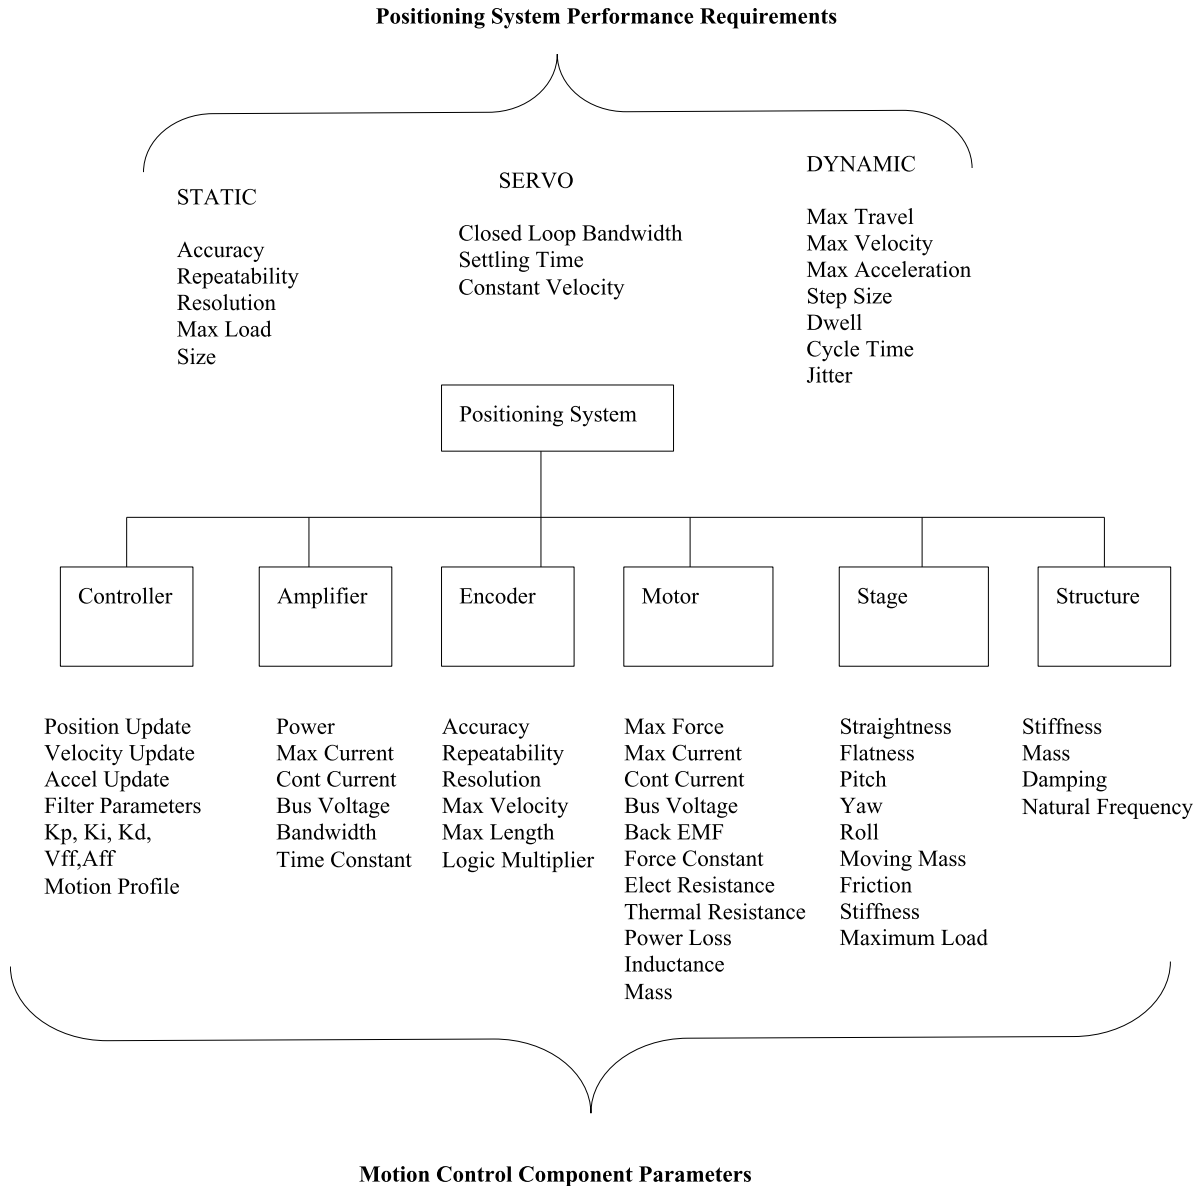 Positioning System Performance Requirements
STATIC
Accuracy
Repeatability
Resolution
Max Load
Size
SERVO
Closed Loop Bandwidth
Settling Time
Constant Velocity
DYNAMIC
Max Travel
Max Velocity
Max Acceleration
Step Size
Dwell
Cycle Time
Jitter
Positioning System
Controller
Amplifier
Encoder
Motor
Stage
Structure
Position Update
Velocity Update
Accel Update
Filter Parameters
Kp, Ki, Kd,
Vff,Aff
Motion Profile
Power
Max Current
Cont Current
Bus Voltage
Bandwidth
Time Constant
Accuracy
Repeatability
Resolution
Max Velocity
Max Length
Logic Multiplier
Max Force
Max Current
Cont Current
Bus Voltage
Back EMF
Force Constant
Elect Resistance
Thermal Resistance
Power Loss
Inductance
Mass
Straightness
Flatness
Pitch
Yaw
Roll
Moving Mass
Friction
Stiffness
Maximum Load
Stiffness
Mass
Damping
Natural Frequency
Motion Control Component Parameters